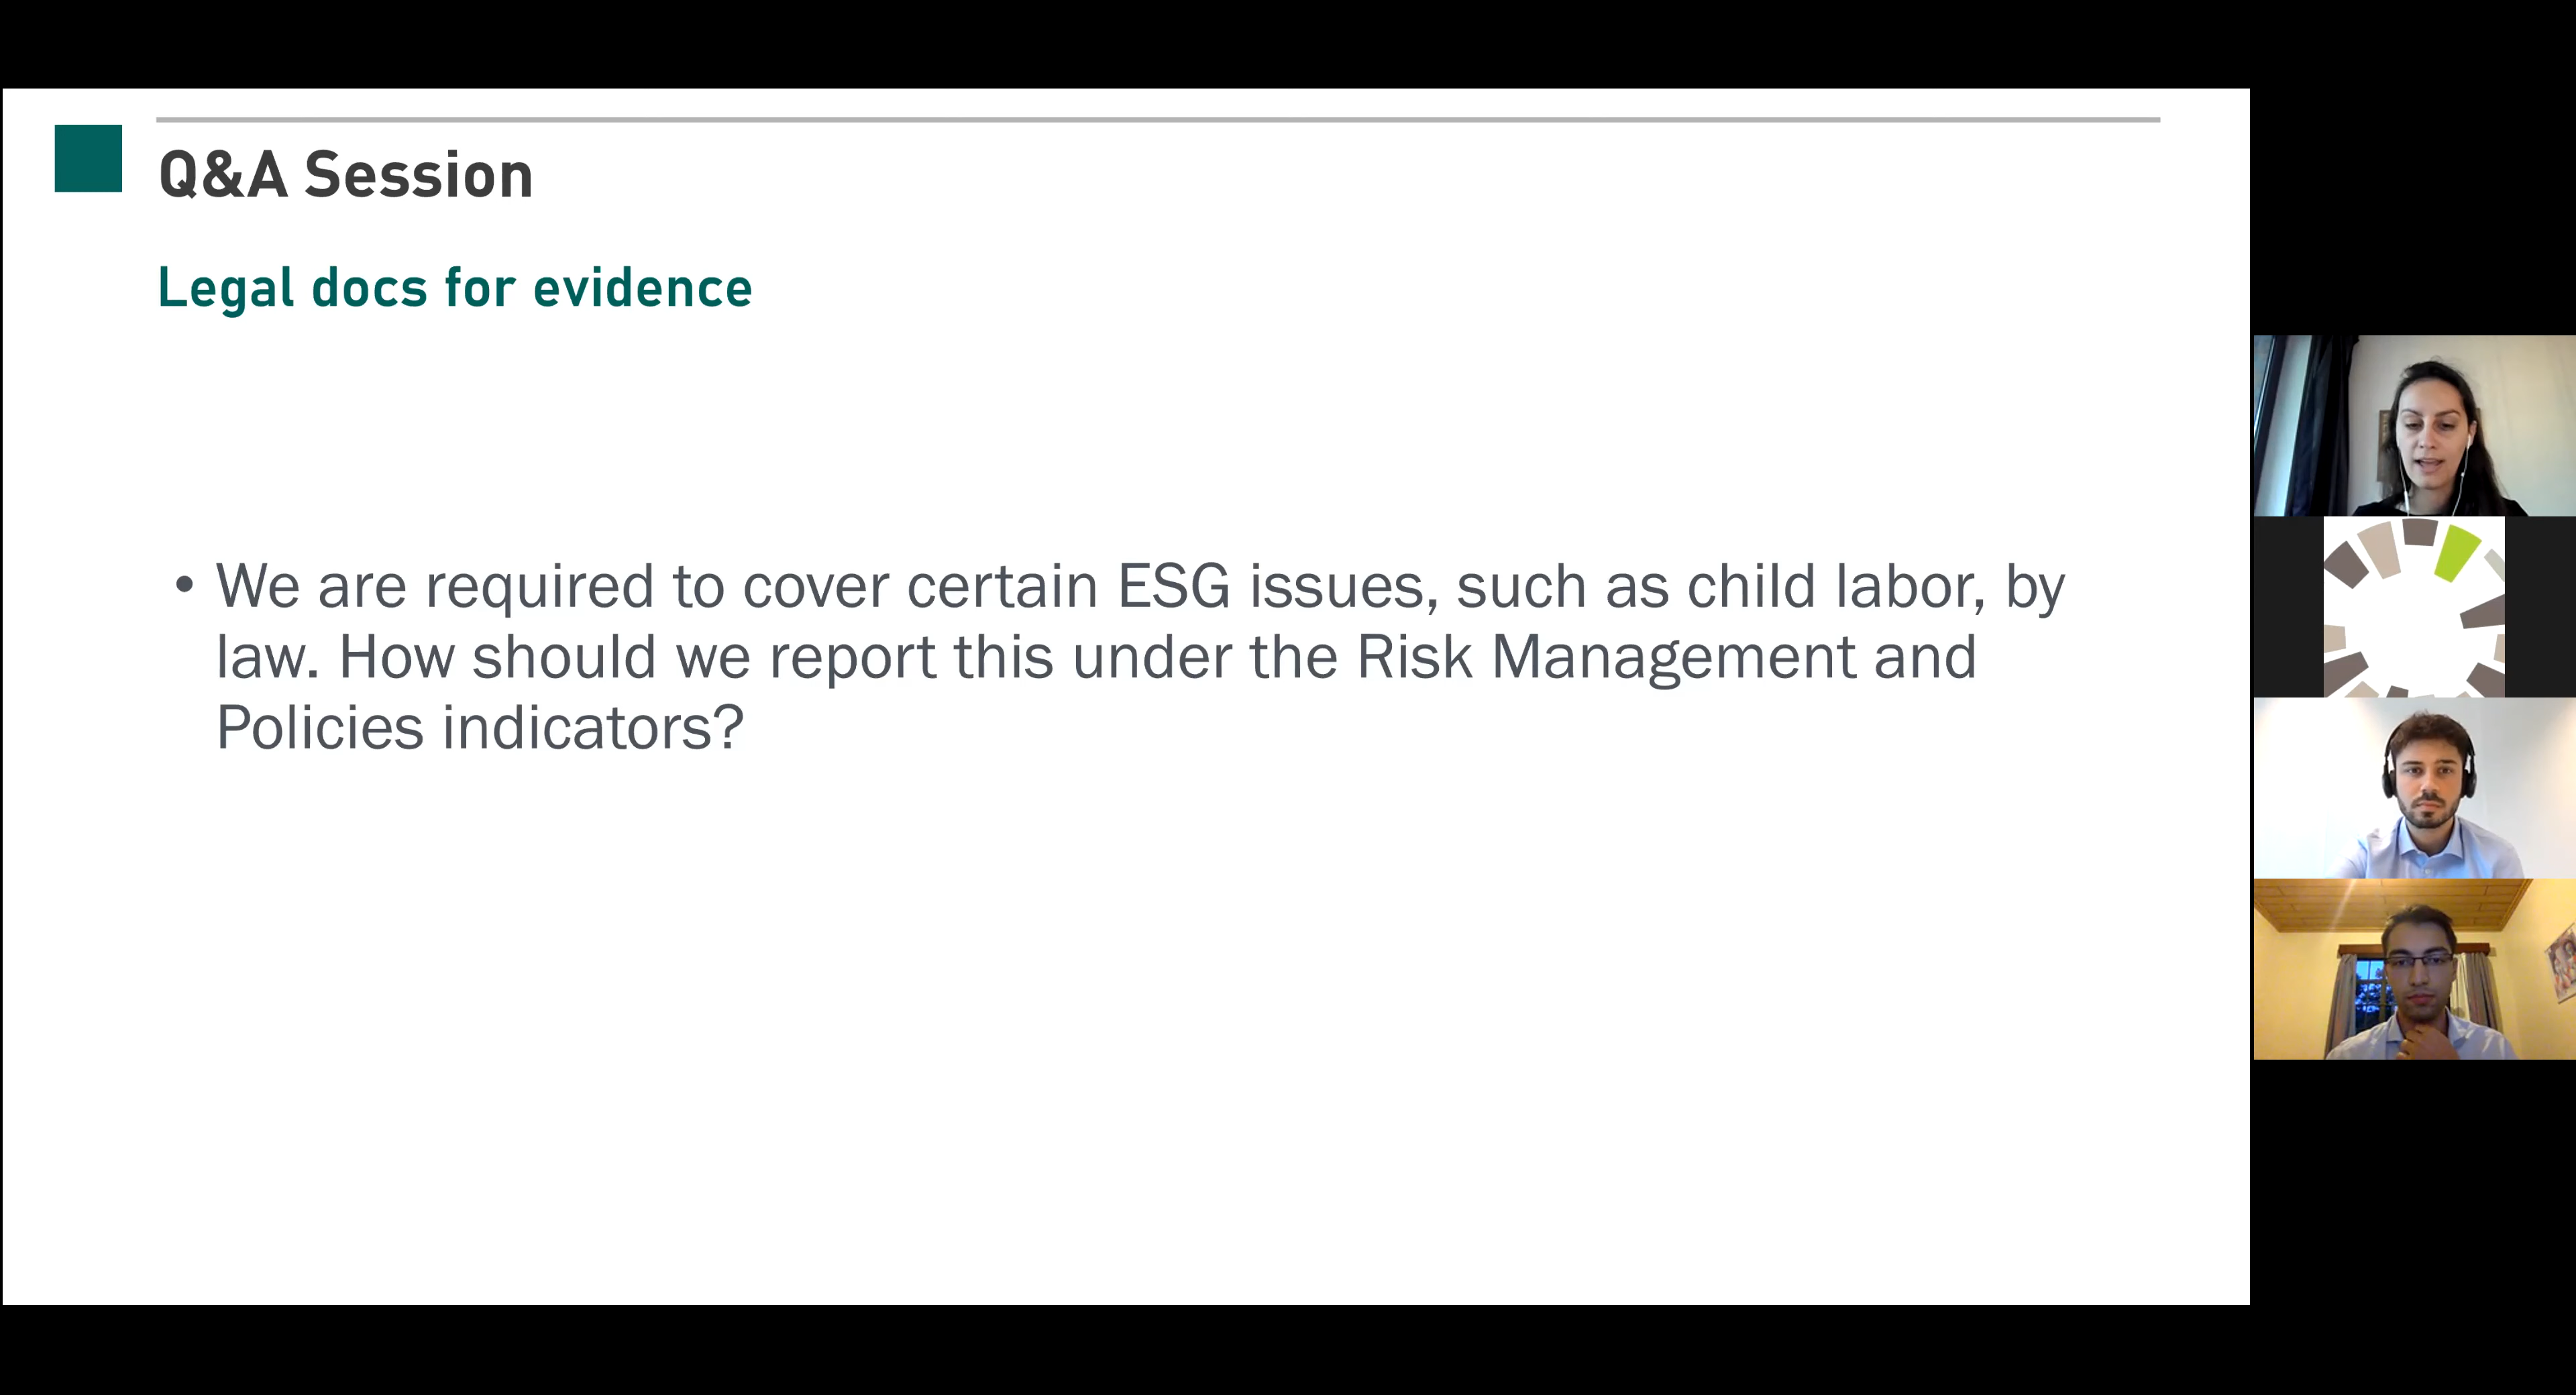 Q&A Session
Legal docs for evidence
• We are required to cover certain ESG issues, such as child labor, by
law. How should we report this under the Risk Management and
Policies indicators?